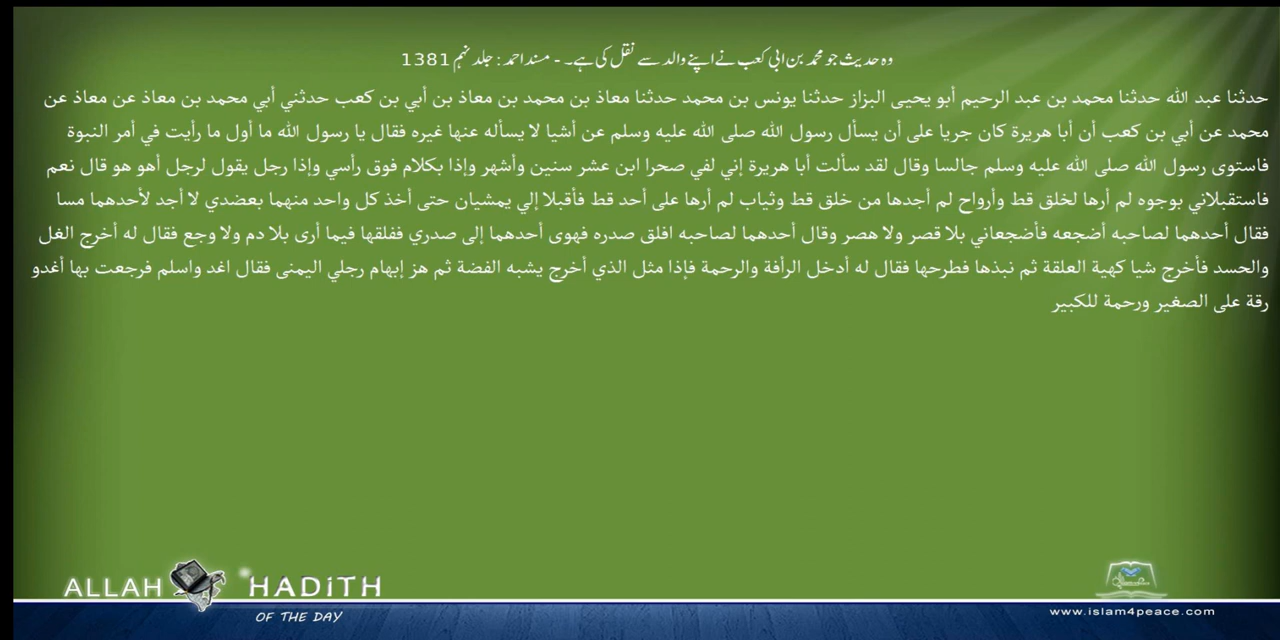 وہ حدیث جو محمد بن ابی کعب نے اپنے والد سے نقل کی ہے۔ - مسند احمد : جلد نہم 1381
حدثنا عبد الله حدثنا محمد بن عبد الرحيم أبو يحيى البزاز حدثنا يونس بن محمد حدثنا معاذ بن محمد بن معاذ بن أبي بن كعب حدثني أبي محمد بن معاذ عن معاذ عن
محمد عن أبي بن كعب أن أبا هريرة كان جريا على أن يسأل رسول الله صلى الله عليه وسلم عن أشيا لا يسأله عنها غيره فقال يا رسول الله ما أول ما رأيت في أمر النبوة
فاستوى رسول الله صلى الله عليه وسلم جالسا وقال لقد سألت أبا هريرة إني لفي صحرا ابن عشر سنين وأشهر وإذا بكلام فوق رأسي وإذا رجل يقول لرجل أهو هو قال نعم
فاستقبلاني بوجوه لم أرها لخلق قط وأرواح لم أجدها من خلق قط وثياب لم أرها على أحد قط فأقبلا إلي يمشيان حتى أخذ كل واحد منهما بعضدي لا أجد لأحدهما مسا
فقال أحدهما لصاحبه أضجعه فأضجعاني بلا قصر ولا هصر وقال أحدهما لصاحبه افلق صدره فهوى أحدهما إلى صدري ففلقها فيما أرى بلا دم ولا وجع فقال له أخرج الغل
والحسد فأخرج شيا كهية العلقة ثم نبذها فطرحها فقال له أدخل الرأفة والرحمة فإذا مثل الذي أخرج يشبه الفضة ثم هز إبهام رجلي اليمنى فقال اغد واسلم فرجعت بها أغدو
رقة على الصغير ورحمة للكبير
ALLAH HADITH
OF THE DAY
www.islam4peace.com